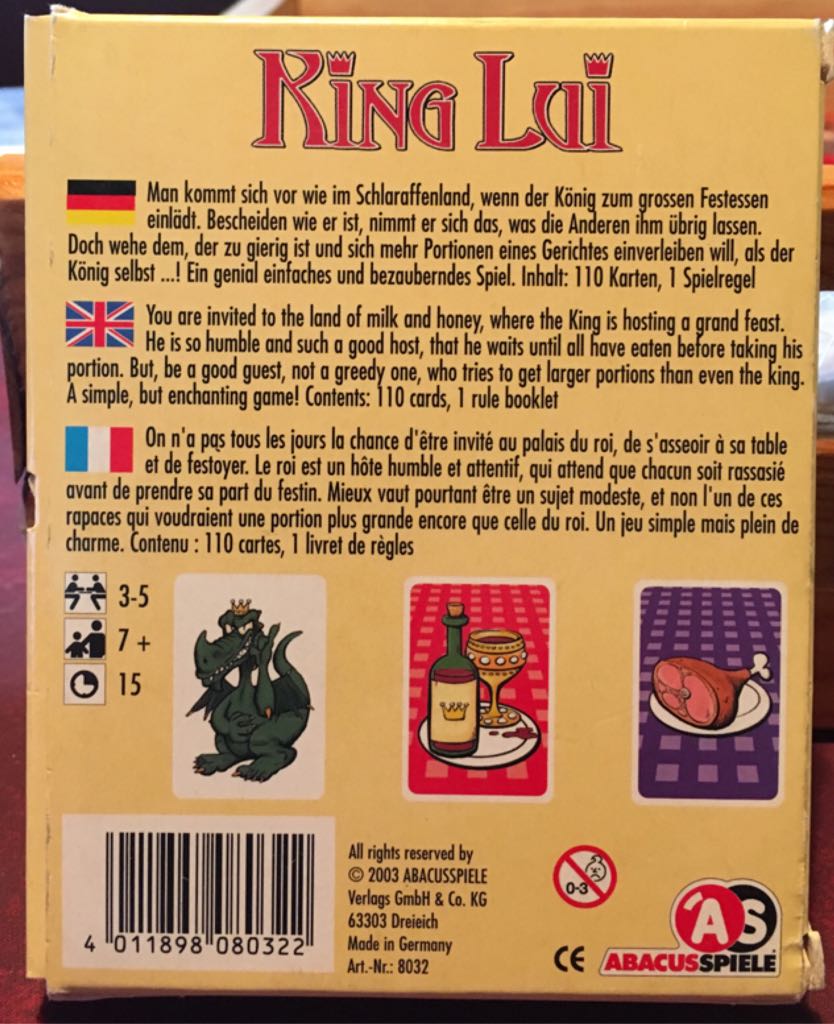 King Lui
Man kommt sich vor wie im Schlaraffenland, wenn der König zum grossen Festessen
einlädt. Bescheiden wie er ist, nimmt er sich das, was die Anderen ihm übrig lassen.
Doch wehe dem, der zu gierig ist und sich mehr Portionen eines Gerichtes einverleiben will, als der
König selbst ...! Ein genial einfaches und bezauberndes Spiel. Inhalt: 110 Karten, 1 Spielregel
You are invited to the land of milk and honey, where the King is hosting a grand feast.
He is so humble and such a good host, that he waits until all have eaten before taking his
portion. But, be a good guest, not a greedy one, who tries to get larger portions than even the king.
A simple, but enchanting game! Contents: 110 cards, 1 rule booklet
On n'a pas tous les jours la chance d'être invité au palais du roi, de s'asseoir à sa table
et de festoyer. Le roi est un hôte humble et attentif, qui attend que chacun soit rassasié
avant de prendre sa part du festin. Mieux vaut pourtant être un sujet modeste, et non l'un de ces
rapaces qui voudraient une portion plus grande encore que celle du roi. Un jeu simple mais plein de
charme. Contenu : 110 cartes, 1 livret de règles
3-5
7 +
15
4 011898 080322
All rights reserved by
© 2003 ABACUSSPIELE
Verlags GmbH & Co. KG
63303 Dreieich
Made in Germany
Art.-Nr.: 8032
0-3
CE
AS
ABACUSSPIELE